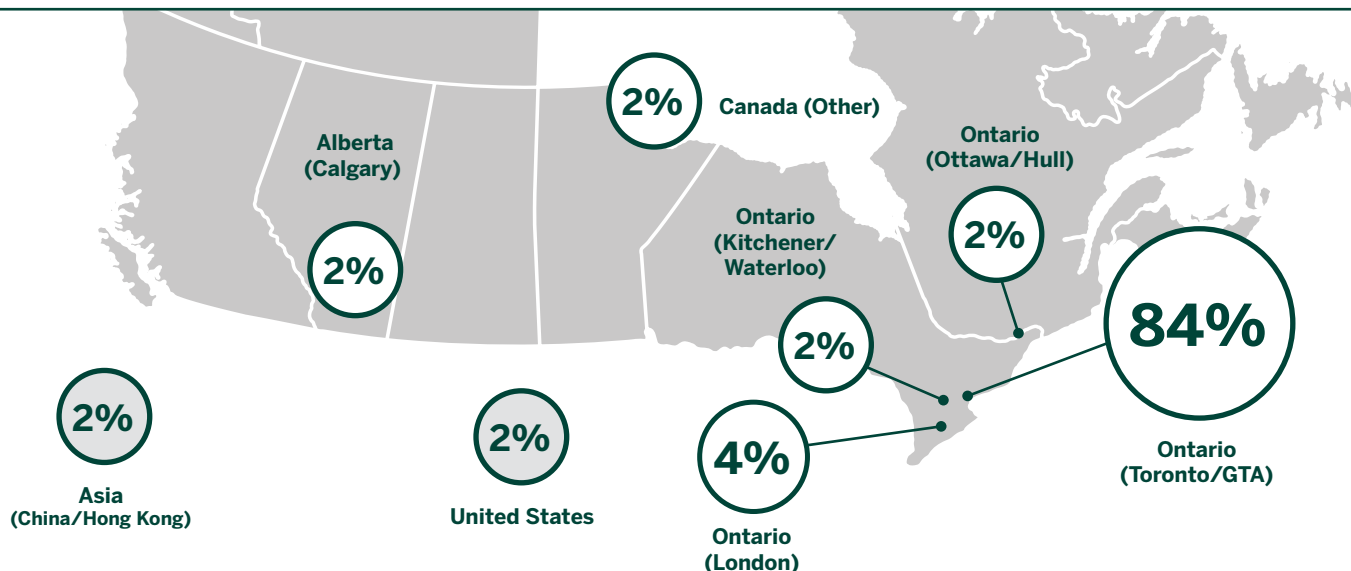 2%
Canada (Other)
Alberta
(Calgary)
2%
Ontario
(Ottawa/Hull)
2%
Ontario
(Kitchener/
Waterloo)
2%
84%
Ontario
(Toronto/GTA)
2%
Asia
(China/Hong Kong)
2%
United States
4%
Ontario
(London)